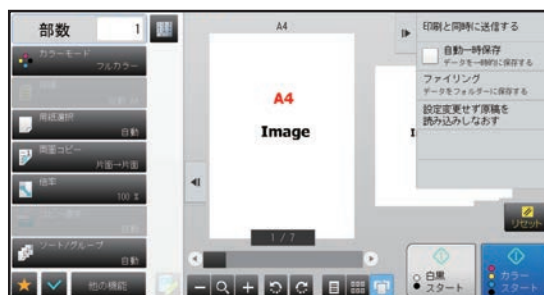 部数 1
カラーモード
フルカラー
用紙選択
自動
両面コピー
片面→片面
倍率
100 %
自動
ソート/グループ
自動
他の機能
A4
A4
Image
1 / 7
印刷と同時に送信する
自動一時保存
データを一時的に保存する
ファイリング
データをフォルダーに保存する
設定変更せず原稿を
読み込みしなおす
リセット
白黒
スタート
カラー
スタート